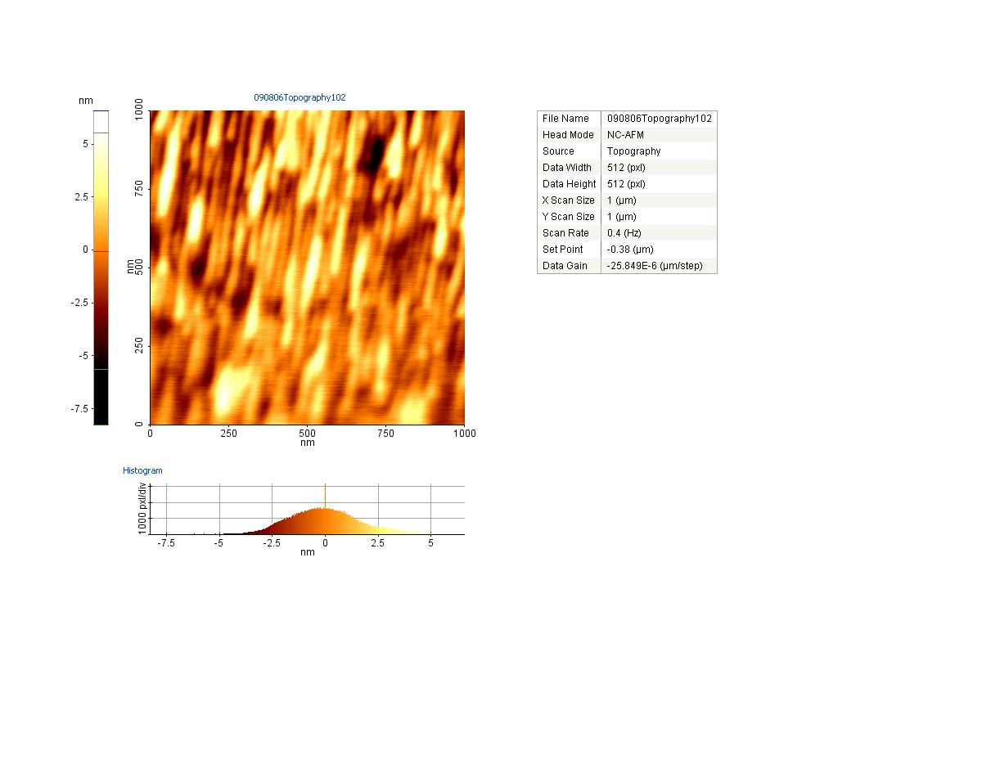 090806Topography102
nm
5
2.5
0
-2.5
-5
-7.5
1000
750
500
250
0
nm
0 250 500 750 1000
nm
File Name 090806Topography102
Head Mode NC-AFM
Source Topography
Data Width 512 (pxl)
Data Height 512 (pxl)
X Scan Size 1 (µm)
Y Scan Size 1 (µm)
Scan Rate 0.4 (Hz)
Set Point -0.38 (µm)
Data Gain -25.849E-6 (µm/step)
Histogram
1000 pxl/div
-7.5 -5 -2.5 0 2.5 5
nm